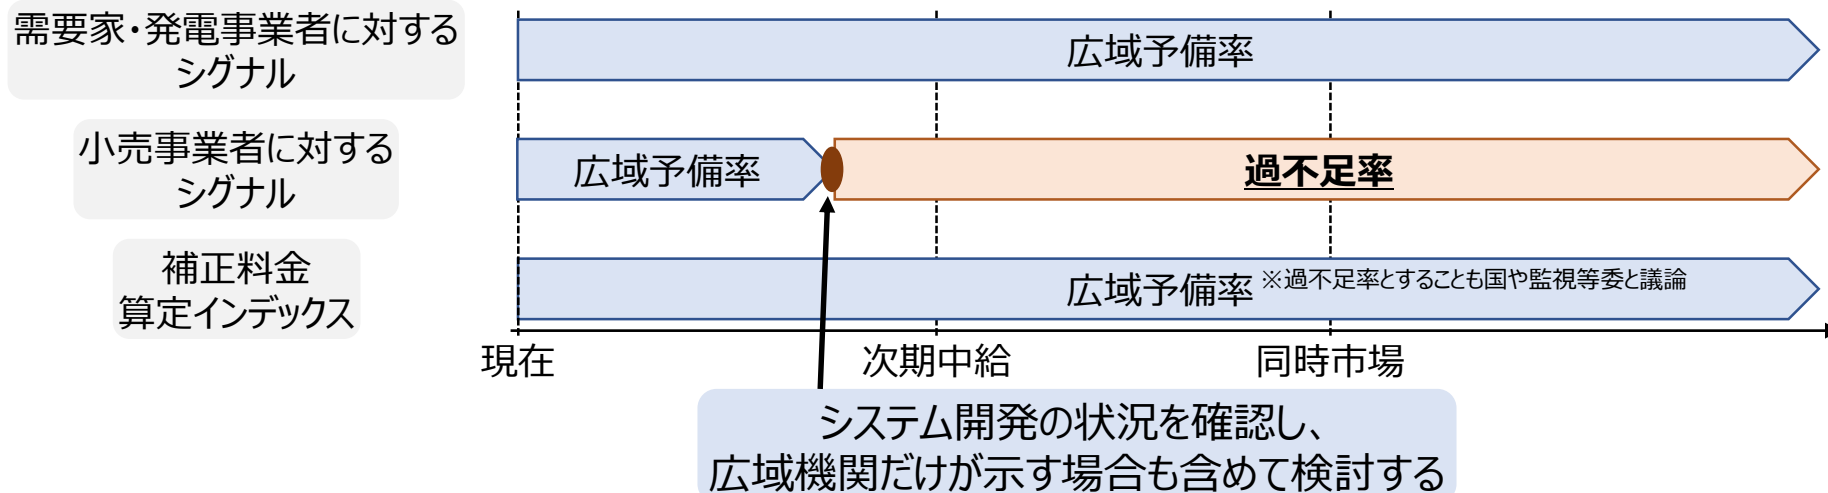 需要家・発電事業者に対する
シグナル
広域予備率
小売事業者に対する
シグナル
広域予備率
過不足率
補正料金
算定インデックス
広域予備率 ※過不足率とすることも国や監視等委と議論
現在
次期中給
同時市場
システム開発の状況を確認し、
広域機関だけが示す場合も含めて検討する